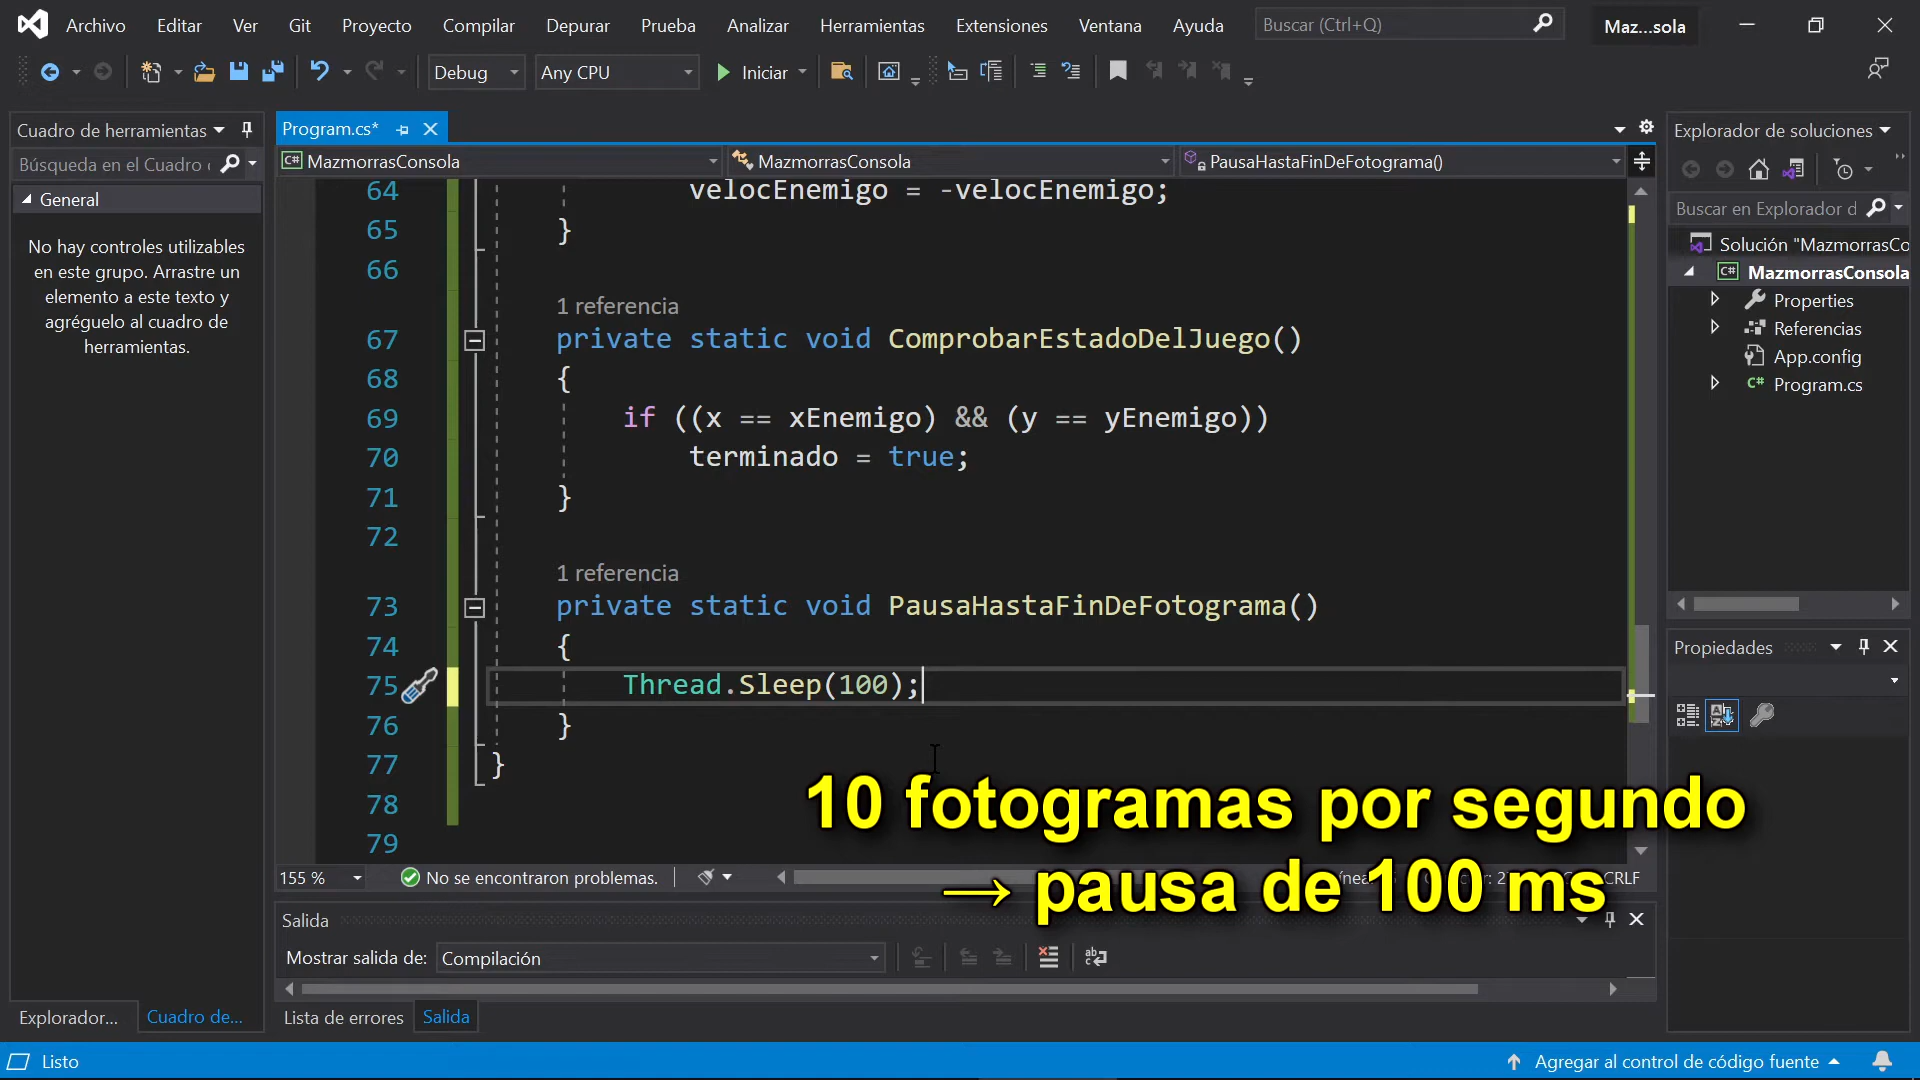 Archivo Editar Ver Git Proyecto Compilar Depurar Prueba Analizar Herramientas Extensiones Ventana Ayuda Buscar (Ctrl+Q) Maz...sola
Debug Any CPU Iniciar
Cuadro de herramientas
Búsqueda en el Cuadro
General
No hay controles utilizables
en este grupo. Arrastre un
elemento a este texto y
agréguelo al cuadro de
herramientas.
Program.cs*
C# MazmorrasConsola MazmorrasConsola PausaHastaFinDeFotograma()
64 velocEnemigo = -velocEnemigo;
65 }
66
1 referencia
67 private static void ComprobarEstadoDelJuego()
68 {
69 if ((x == xEnemigo) && (y == yEnemigo))
70 terminado = true;
71 }
72
1 referencia
73 private static void PausaHastaFinDeFotograma()
74 {
75 Thread.Sleep(100);
76 }
77 }
78
79
10 fotogramas por segundo
→ pausa de 100 ms
155 % No se encontraron problemas. CRLF
Salida
Mostrar salida de: Compilación
Explorador... Cuadro de... Lista de errores Salida
Explorador de soluciones
Buscar en Explorador d
Solución "MazmorrasCo
C# MazmorrasConsola
Properties
Referencias
App.config
C# Program.cs
Propiedades
Listo Agregar al control de código fuente